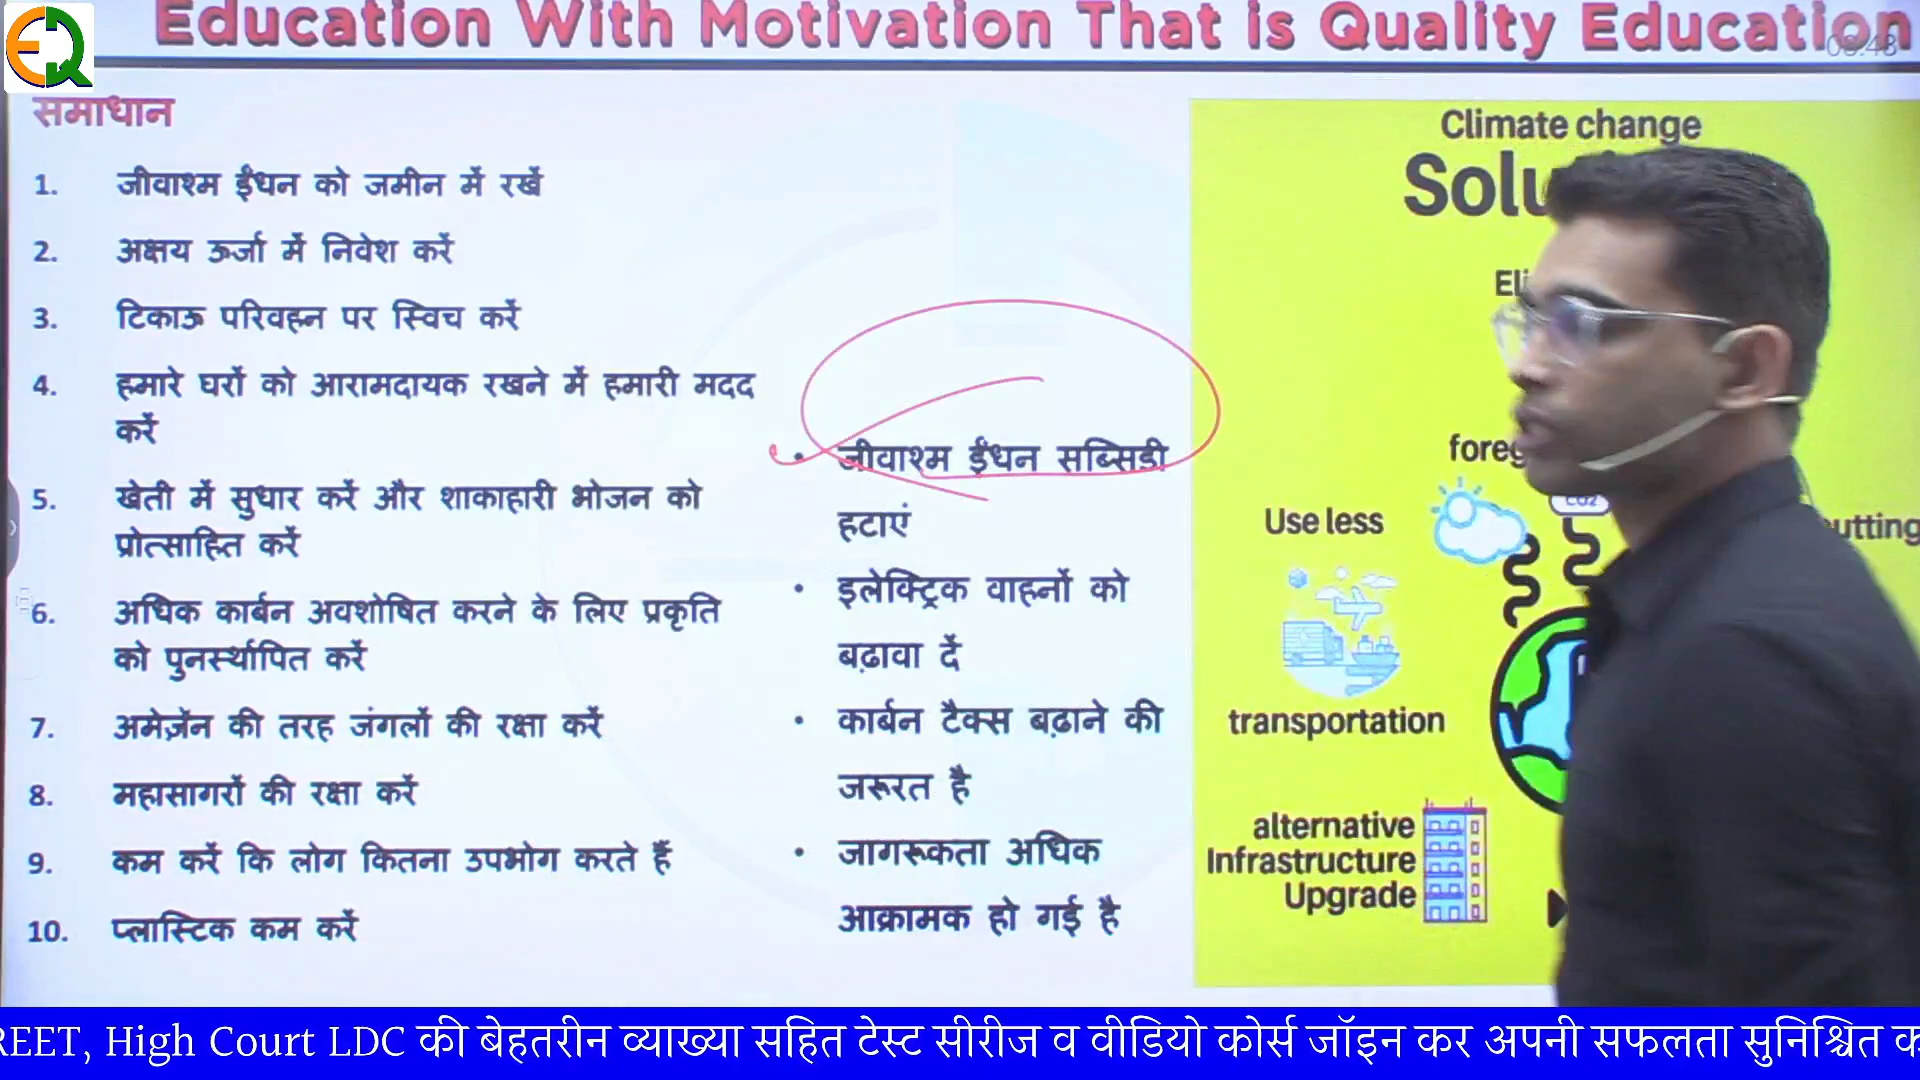 Education With Motivation That is Quality Education
EQ
समाधान
1. जीवाश्म ईंधन को जमीन में रखें
2. अक्षय ऊर्जा में निवेश करें
3. टिकाऊ परिवहन पर स्विच करें
4. हमारे घरों को आरामदायक रखने में हमारी मदद
करें
5. खेती में सुधार करें और शाकाहारी भोजन को
प्रोत्साहित करें
6. अधिक कार्बन अवशोषित करने के लिए प्रकृति
को पुनर्स्थापित करें
7. अमेज़ॅन की तरह जंगलों की रक्षा करें
8. महासागरों की रक्षा करें
9. कम करें कि लोग कितना उपभोग करते हैं
10. प्लास्टिक कम करें
• जीवाश्म ईंधन सब्सिडी
हटाएं
• इलेक्ट्रिक वाहनों को
बढ़ावा दें
• कार्बन टैक्स बढ़ाने की
जरूरत है
• जागरूकता अधिक
आक्रामक हो गई है
Climate change
Use less
transportation
alternative
Infrastructure
Upgrade
REET, High Court LDC की बेहतरीन व्याख्या सहित टेस्ट सीरीज व वीडियो कोर्स जॉइन कर अपनी सफलता सुनिश्चित